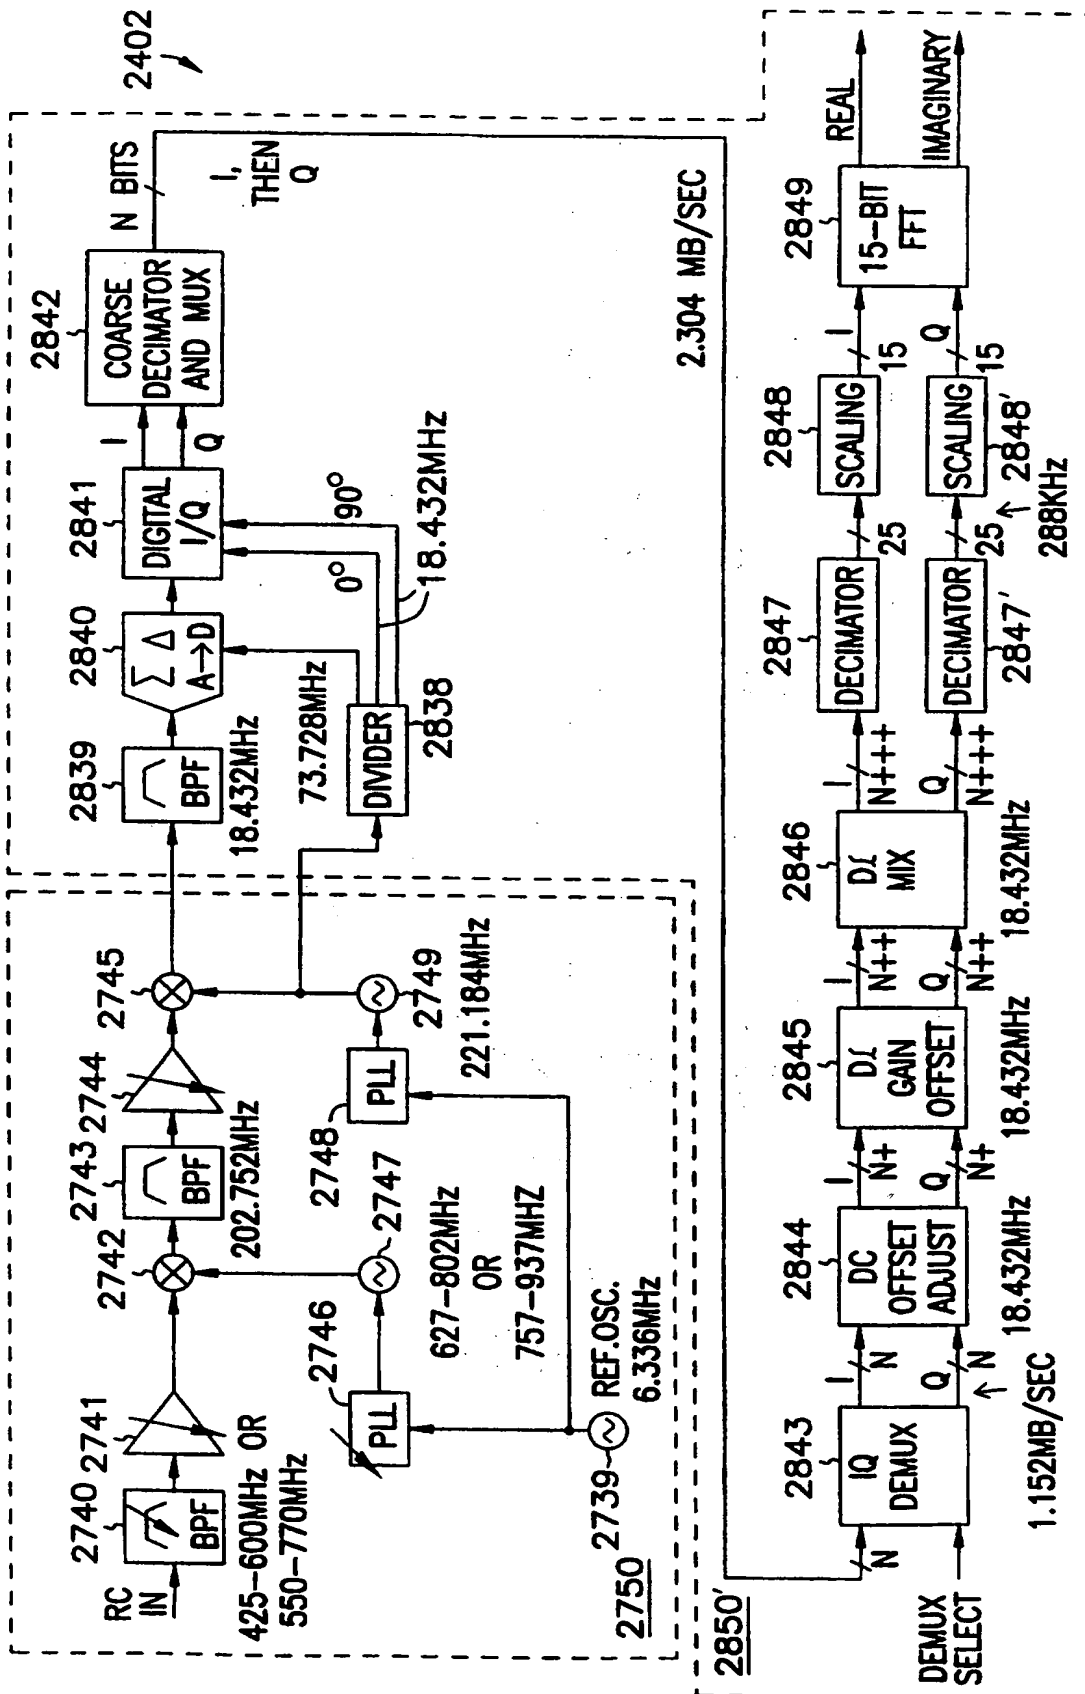 2402
RC
IN
2740
BPF
425-600MHz OR
550-770MHz
2741
2742
2743
BPF
202.752MHz
2744
2745
2746
PLL
2747
627-802MHz
OR
757-937MHz
2748
PLL
2749
221.184MHz
2739
REF.OSC.
6.336MHz
2750
2839
BPF
18.432MHz
2840
Σ Δ
A→D
73.728MHz
DIVIDER
2838
0°
90°
18.432MHz
2841
DIGITAL
I/Q
I
Q
2842
COARSE
DECIMATOR
AND MUX
N BITS
I,
THEN
Q
2.304 MB/SEC
2850'
DEMUX
SELECT
N
2843
IQ
DEMUX
1.152MB/SEC
I
N
Q
N
2844
DC
OFFSET
ADJUST
18.432MHz
I
N+
Q
N+
2845
GAIN
OFFSET
18.432MHz
I
N++
Q
N++
2846
MIX
18.432MHz
I
N+++
Q
N+++
2847
DECIMATOR
2847'
DECIMATOR
25
25
288KHz
2848
SCALING
2848'
SCALING
I
15
Q
15
2849
15-BIT
FFT
REAL
IMAGINARY